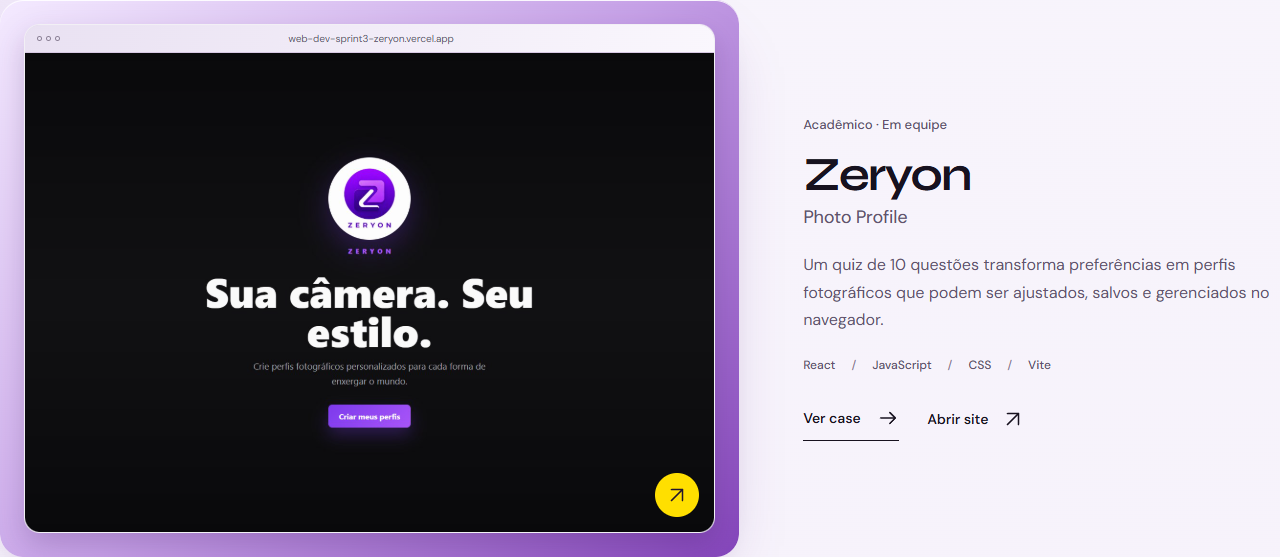 web-dev-sprint3-zeryon.vercel.app
Z
ZERYON
ZERYON
Sua câmera. Seu
estilo.
Crie perfis fotográficos personalizados para cada forma de
enxergar o mundo.
Criar meus perfis
Acadêmico · Em equipe
Zeryon
Photo Profile
Um quiz de 10 questões transforma preferências em perfis
fotográficos que podem ser ajustados, salvos e gerenciados no
navegador.
React / JavaScript / CSS / Vite
Ver case → Abrir site ↗